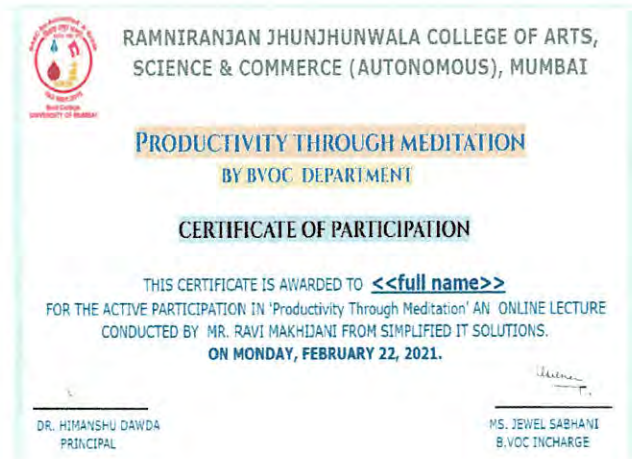 RAMNIRANJAN JHUNJHUNWALA COLLEGE OF ARTS,
SCIENCE & COMMERCE (AUTONOMOUS), MUMBAI
UNIVERSITY OF MUMBAI
PRODUCTIVITY THROUGH MEDITATION
BY BVOC DEPARTMENT
CERTIFICATE OF PARTICIPATION
THIS CERTIFICATE IS AWARDED TO <<full name>>
FOR THE ACTIVE PARTICIPATION IN 'Productivity Through Meditation' AN ONLINE LECTURE
CONDUCTED BY MR. RAVI MAKHIJANI FROM SIMPLIFIED IT SOLUTIONS.
ON MONDAY, FEBRUARY 22, 2021.
DR. HIMANSHU DAWDA
PRINCIPAL
MS. JEWEL SABHANI
B.VOC INCHARGE